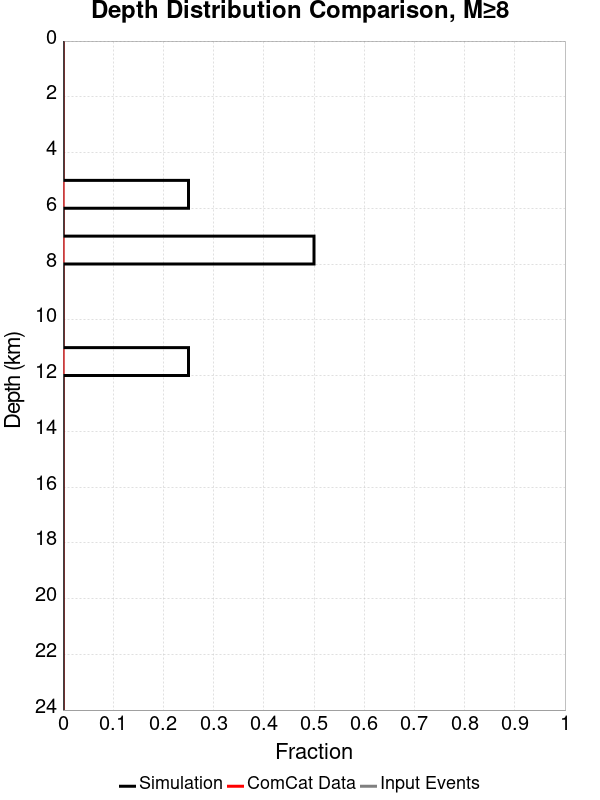 Depth Distribution Comparison, M≥8
0
2
4
6
8
10
12
14
16
18
20
22
24
Depth (km)
0 0.1 0.2 0.3 0.4 0.5 0.6 0.7 0.8 0.9 1
Fraction
Simulation ComCat Data Input Events